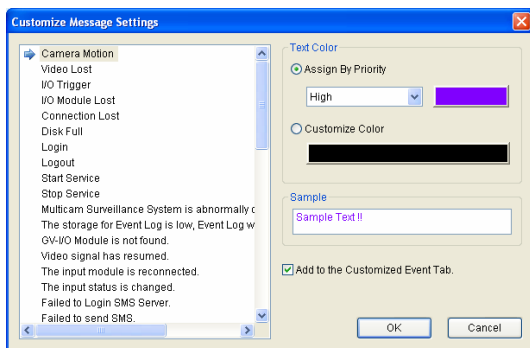 Customize Message Settings
Camera Motion
Video Lost
I/O Trigger
I/O Module Lost
Connection Lost
Disk Full
Login
Logout
Start Service
Stop Service
Multicam Surveillance System is abnormally
The storage for Event Log is low, Event Log
GV-I/O Module is not found.
Video signal has resumed.
The input module is reconnected.
The input status is changed.
Failed to Login SMS Server.
Failed to send SMS.
Text Color
Assign By Priority
High
Customize Color
Sample
Sample Text !!
Add to the Customized Event Tab.
OK Cancel